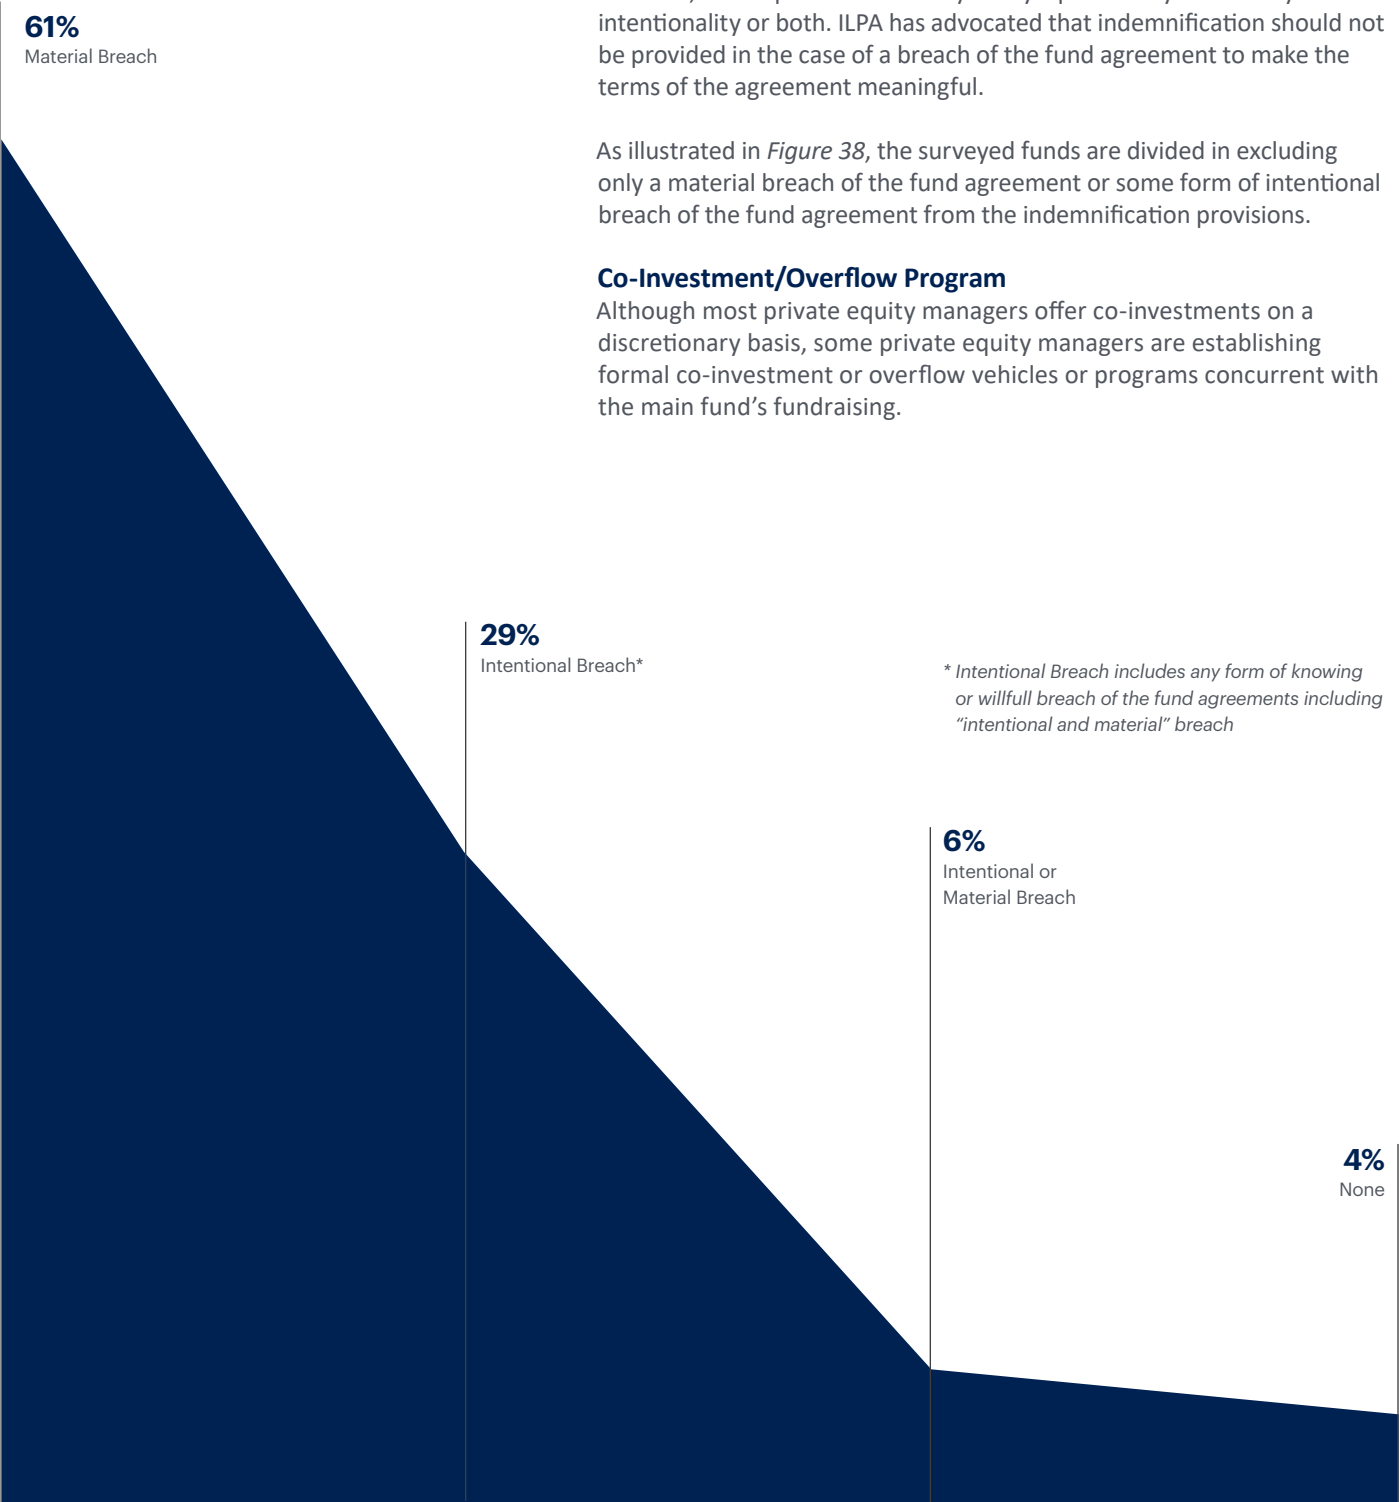 61%
Material Breach
intentionality or both. ILPA has advocated that indemnification should not
be provided in the case of a breach of the fund agreement to make the
terms of the agreement meaningful.
As illustrated in Figure 38, the surveyed funds are divided in excluding
only a material breach of the fund agreement or some form of intentional
breach of the fund agreement from the indemnification provisions.
Co-Investment/Overflow Program
Although most private equity managers offer co-investments on a
discretionary basis, some private equity managers are establishing
formal co-investment or overflow vehicles or programs concurrent with
the main fund’s fundraising.
29%
Intentional Breach*
* Intentional Breach includes any form of knowing
or willfull breach of the fund agreements including
“intentional and material” breach
6%
Intentional or
Material Breach
4%
None